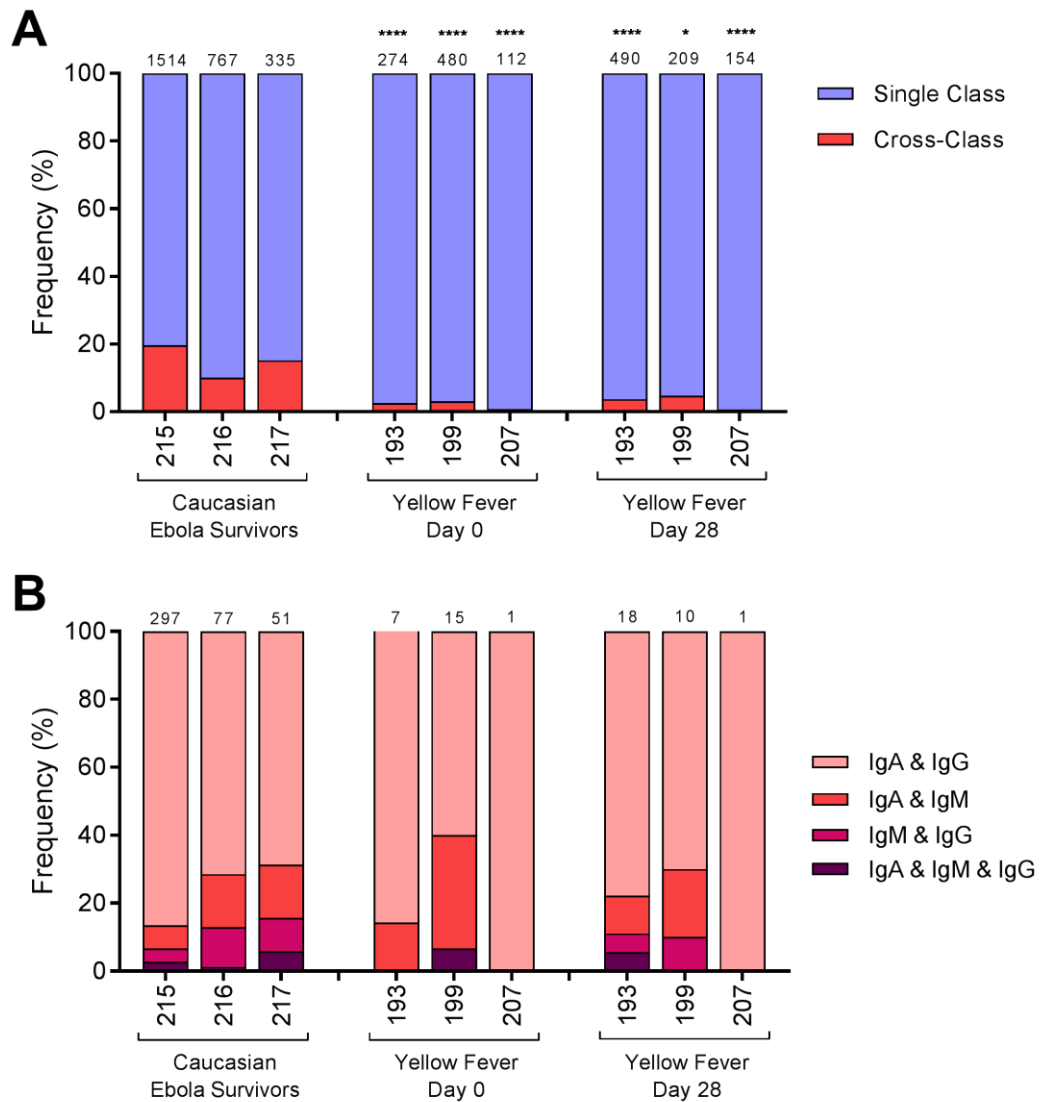 A
**** **** **** **** * ****
1514 767 335 274 480 112 490 209 154
100
80
60
40
20
0
Frequency (%)
Single Class
Cross-Class
215 216 217 193 199 207 193 199 207
Caucasian Yellow Fever Yellow Fever
Ebola Survivors Day 0 Day 28
B
297 77 51 7 15 1 18 10 1
100
80
60
40
20
0
Frequency (%)
IgA & IgG
IgA & IgM
IgM & IgG
IgA & IgM & IgG
215 216 217 193 199 207 193 199 207
Caucasian Yellow Fever Yellow Fever
Ebola Survivors Day 0 Day 28